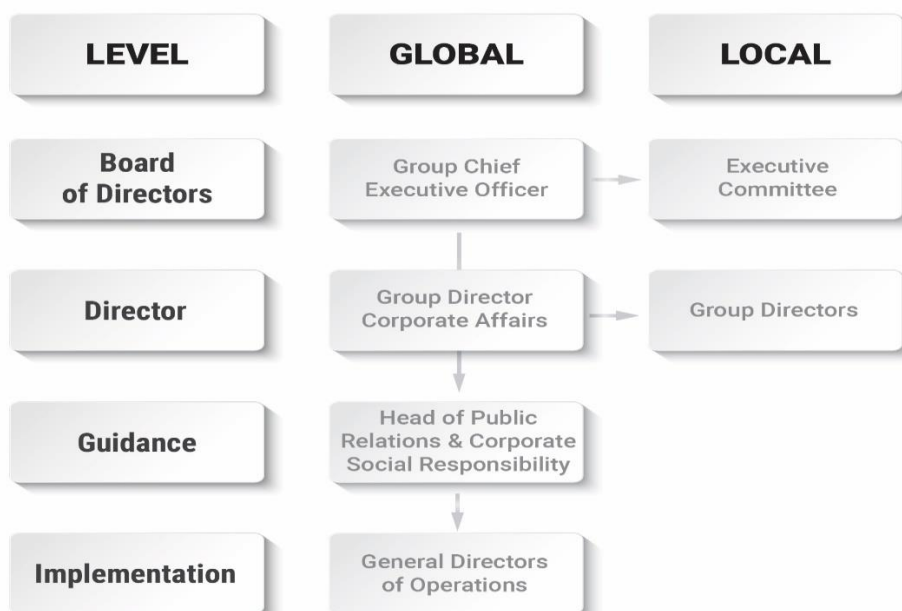 LEVEL
GLOBAL
LOCAL
Board
of Directors
Group Chief
Executive Officer
Executive
Committee
Director
Group Director
Corporate Affairs
Group Directors
Guidance
Head of Public
Relations & Corporate
Social Responsibility
Implementation
General Directors
of Operations